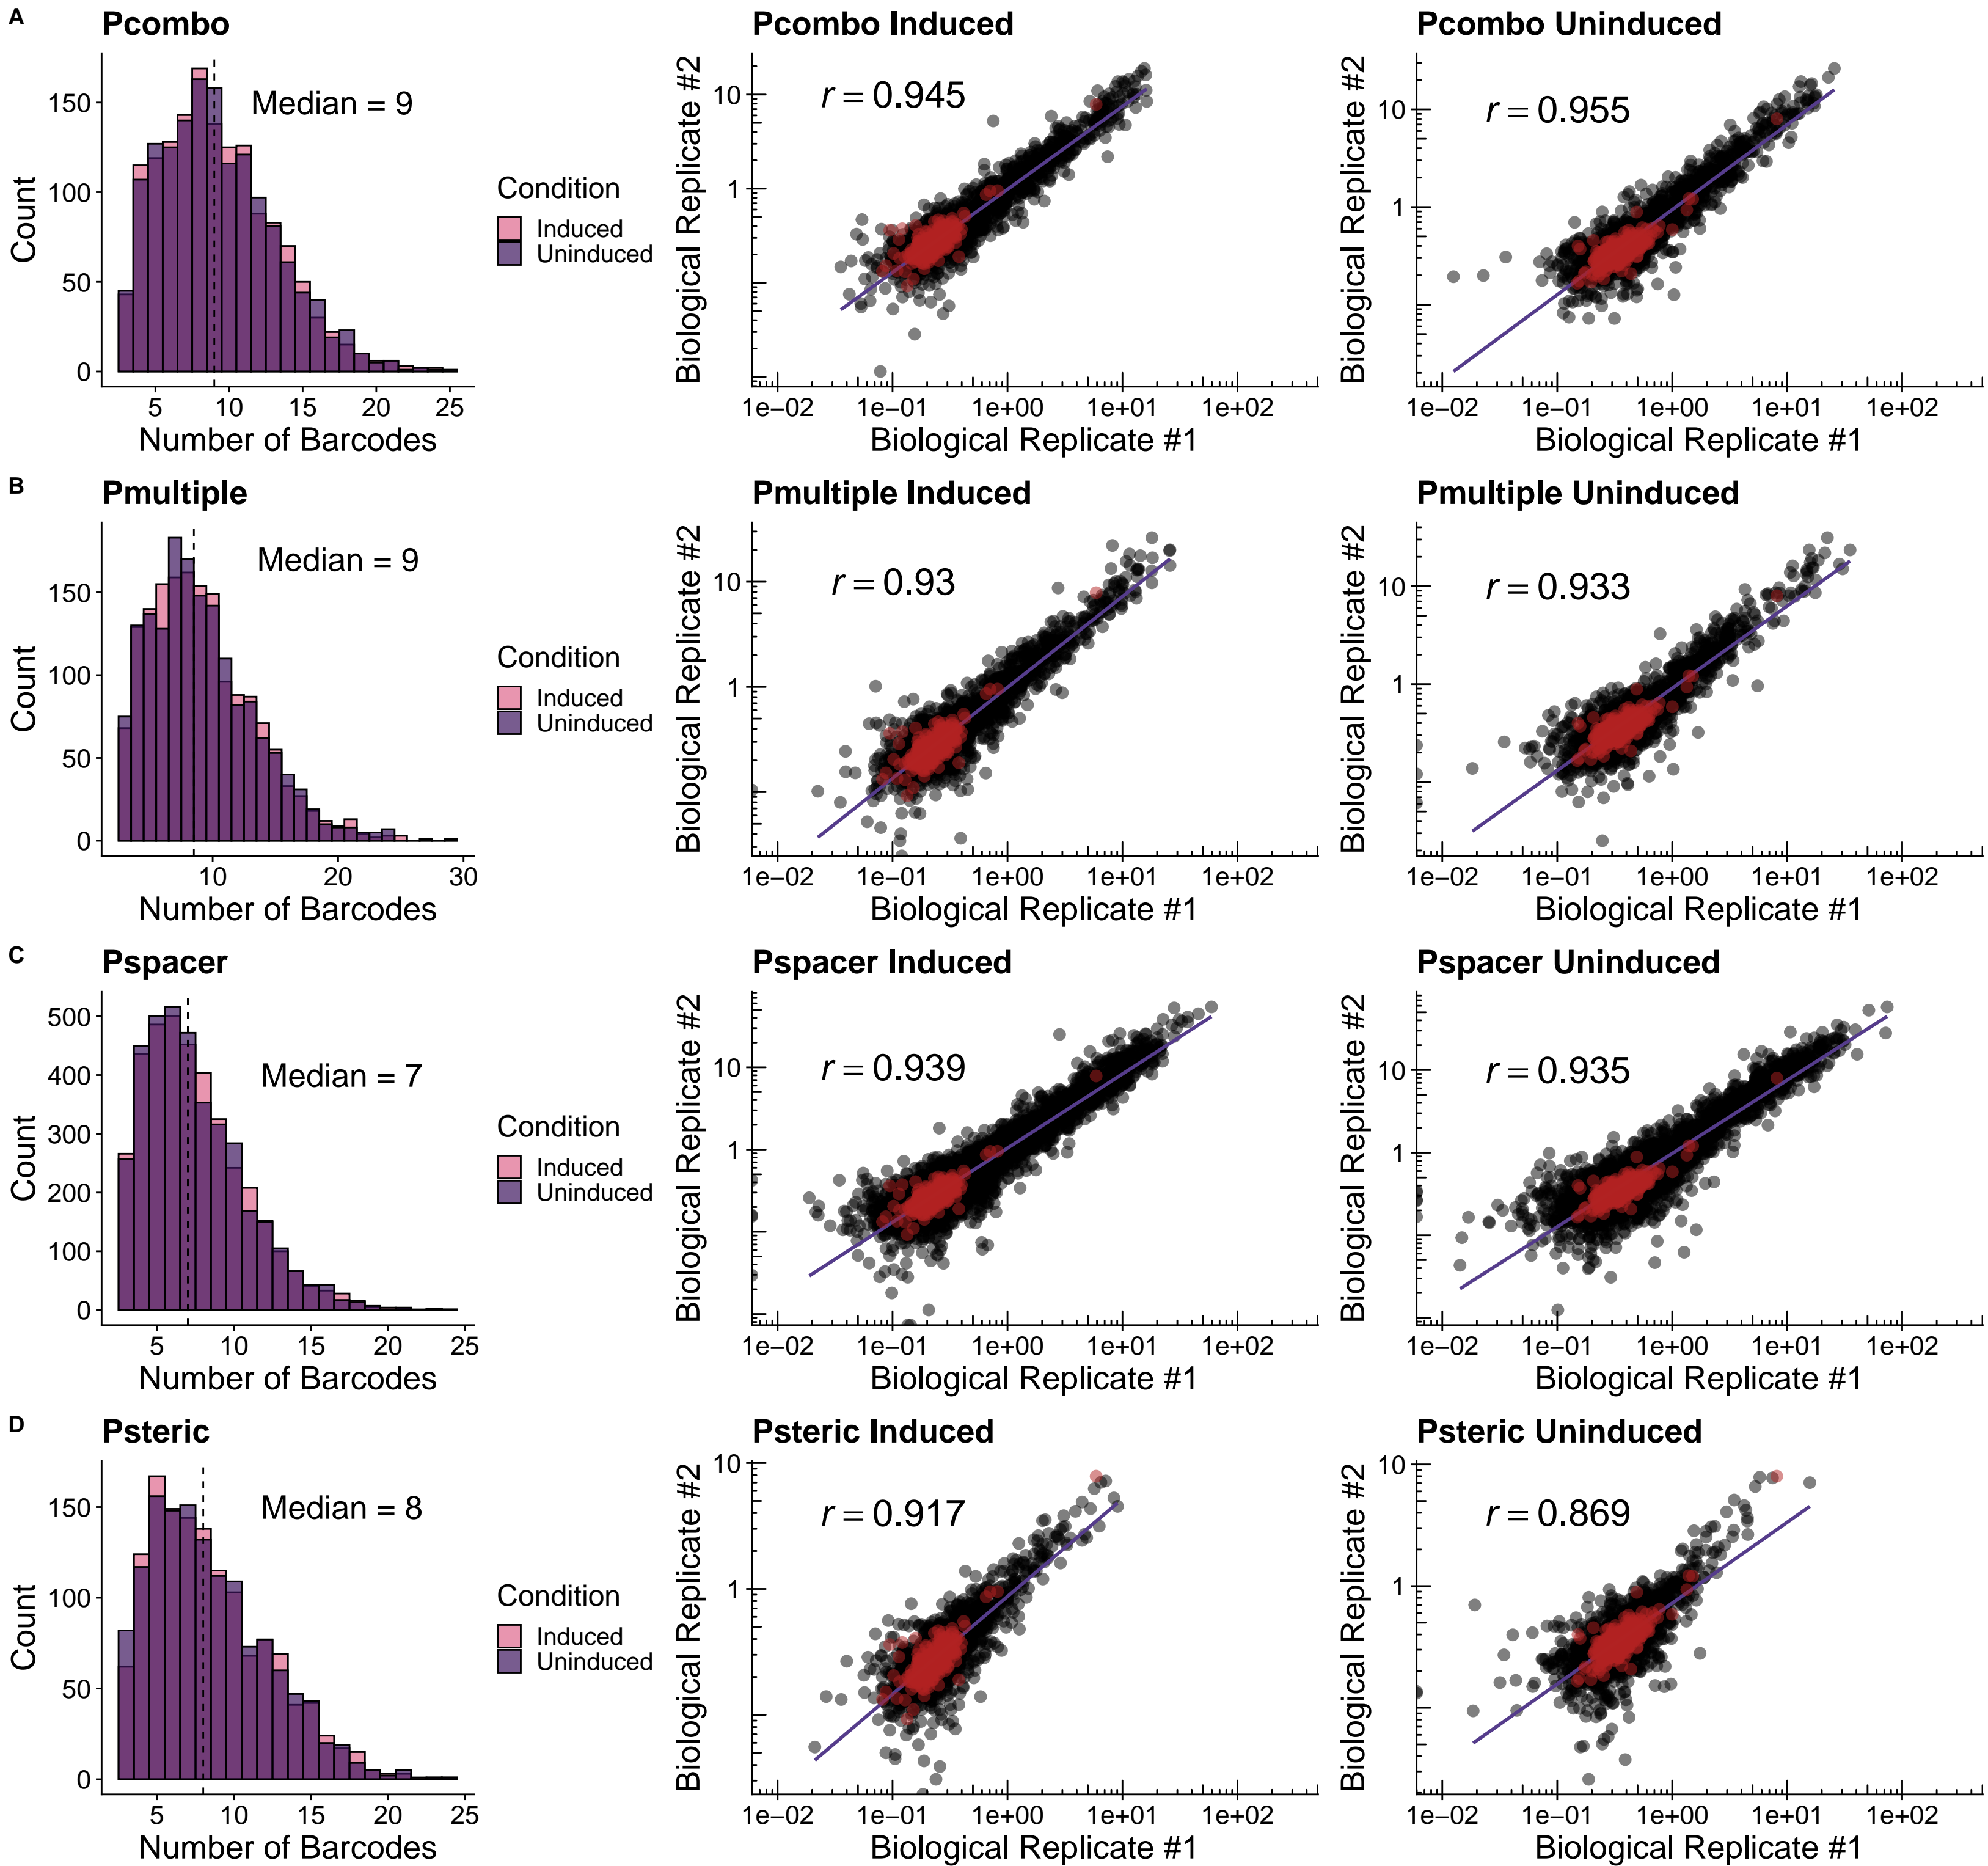 A
Pcombo
Count
150
100
50
0
5 10 15 20 25
Number of Barcodes
Median = 9
Condition
Induced
Uninduced
Pcombo Induced
Biological Replicate #2
10
1
r = 0.945
1e−02 1e−01 1e+00 1e+01 1e+02
Biological Replicate #1
Pcombo Uninduced
Biological Replicate #2
10
1
r = 0.955
1e−02 1e−01 1e+00 1e+01 1e+02
Biological Replicate #1
B
Pmultiple
Count
150
100
50
0
10 20 30
Number of Barcodes
Median = 9
Condition
Induced
Uninduced
Pmultiple Induced
Biological Replicate #2
10
1
r = 0.93
1e−02 1e−01 1e+00 1e+01 1e+02
Biological Replicate #1
Pmultiple Uninduced
Biological Replicate #2
10
1
r = 0.933
1e−02 1e−01 1e+00 1e+01 1e+02
Biological Replicate #1
C
Pspacer
Count
500
400
300
200
100
0
5 10 15 20 25
Number of Barcodes
Median = 7
Condition
Induced
Uninduced
Pspacer Induced
Biological Replicate #2
10
1
r = 0.939
1e−02 1e−01 1e+00 1e+01 1e+02
Biological Replicate #1
Pspacer Uninduced
Biological Replicate #2
10
1
r = 0.935
1e−02 1e−01 1e+00 1e+01 1e+02
Biological Replicate #1
D
Psteric
Count
150
100
50
0
5 10 15 20 25
Number of Barcodes
Median = 8
Condition
Induced
Uninduced
Psteric Induced
Biological Replicate #2
10
1
r = 0.917
1e−02 1e−01 1e+00 1e+01 1e+02
Biological Replicate #1
Psteric Uninduced
Biological Replicate #2
10
1
r = 0.869
1e−02 1e−01 1e+00 1e+01 1e+02
Biological Replicate #1